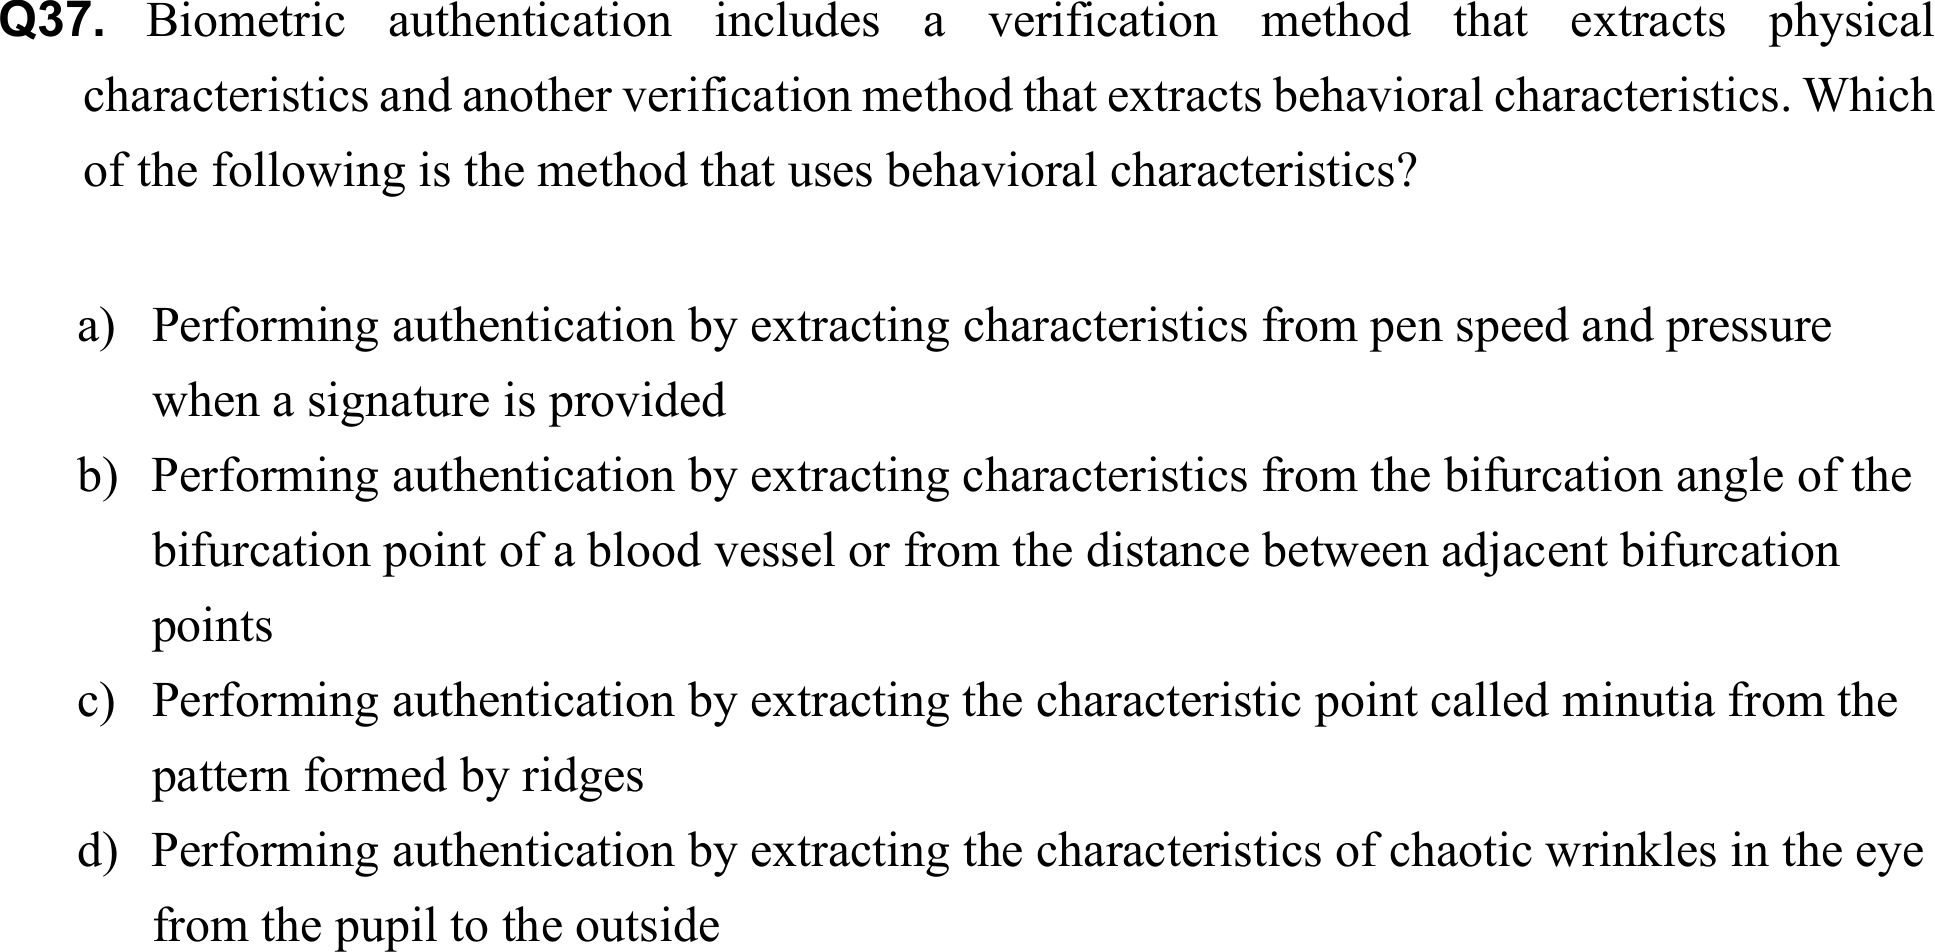 Q37. Biometric authentication includes a verification method that extracts physical
characteristics and another verification method that extracts behavioral characteristics. Which
of the following is the method that uses behavioral characteristics?
a) Performing authentication by extracting characteristics from pen speed and pressure
when a signature is provided
b) Performing authentication by extracting characteristics from the bifurcation angle of the
bifurcation point of a blood vessel or from the distance between adjacent bifurcation
points
c) Performing authentication by extracting the characteristic point called minutia from the
pattern formed by ridges
d) Performing authentication by extracting the characteristics of chaotic wrinkles in the eye
from the pupil to the outside